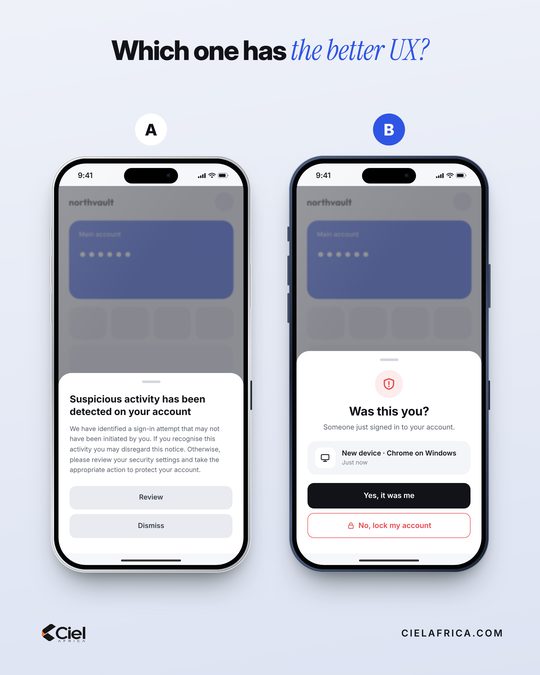 Which one has the better UX?
A
B
9:41
northvault
Main account
Suspicious activity has been
detected on your account
We have identified a sign-in attempt that may not
have been initiated by you. If you recognise this
activity you may disregard this notice. Otherwise,
please review your security settings and take the
appropriate action to protect your account.
Review
Dismiss
9:41
northvault
Main account
Was this you?
Someone just signed in to your account.
New device · Chrome on Windows
Just now
Yes, it was me
No, lock my account
Ciel
AFRICA
CIELAFRICA.COM